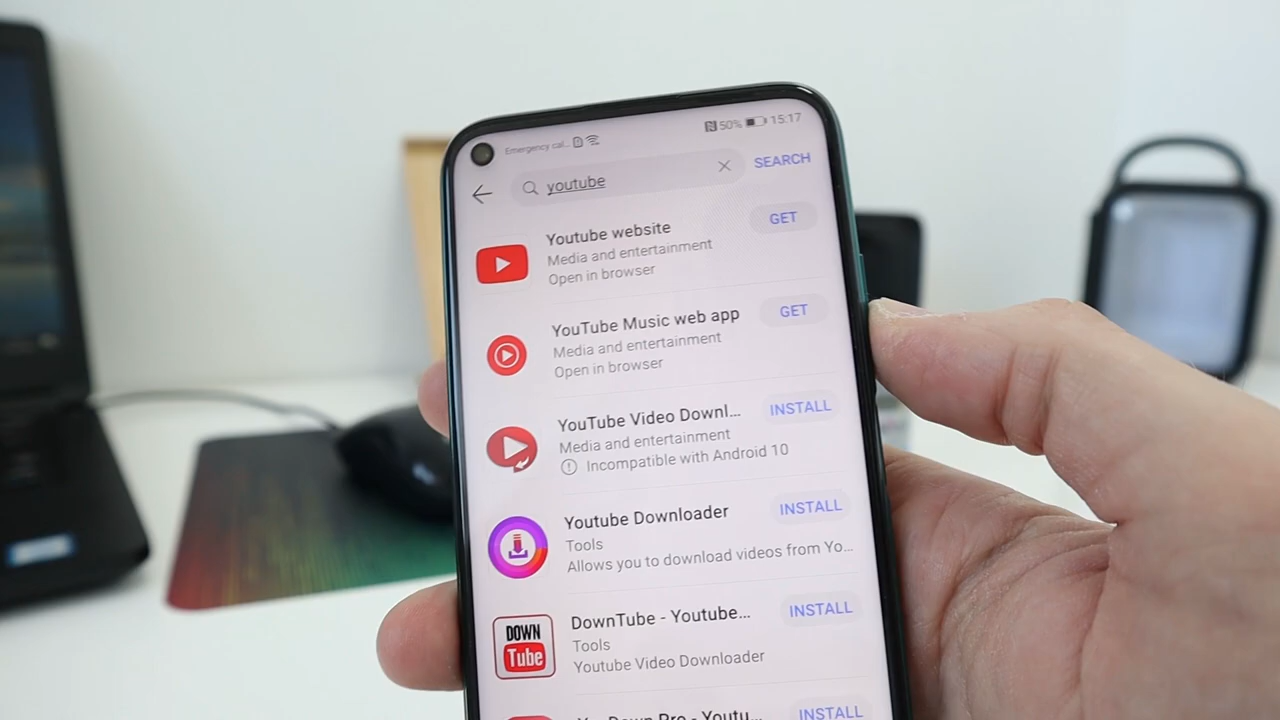 Emergency cal... 50% 15:17
youtube SEARCH
Youtube website GET
Media and entertainment
Open in browser
YouTube Music web app GET
Media and entertainment
Open in browser
YouTube Video Downl... INSTALL
Media and entertainment
Incompatible with Android 10
Youtube Downloader INSTALL
Tools
Allows you to download videos from Yo...
DOWN
Tube
DownTube - Youtube... INSTALL
Tools
Youtube Video Downloader
Pro - Youtu... INSTALL